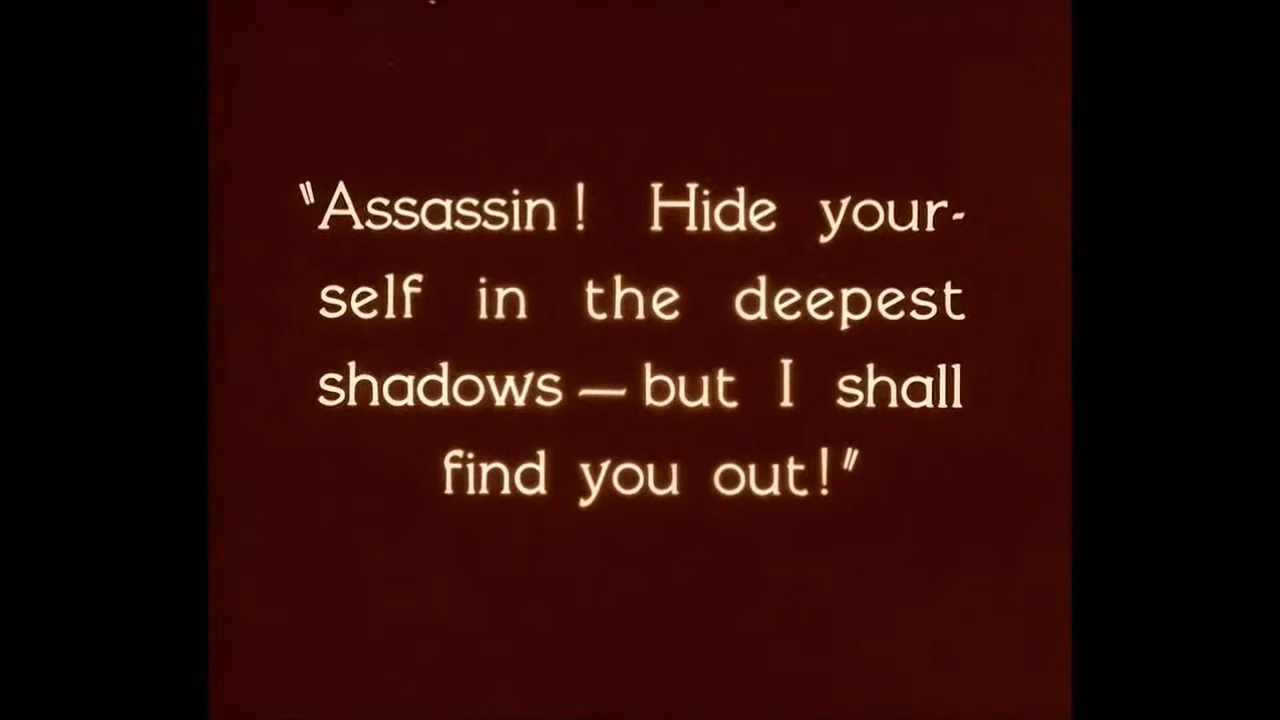 "Assassin! Hide your-
self in the deepest
shadows — but I shall
find you out!"